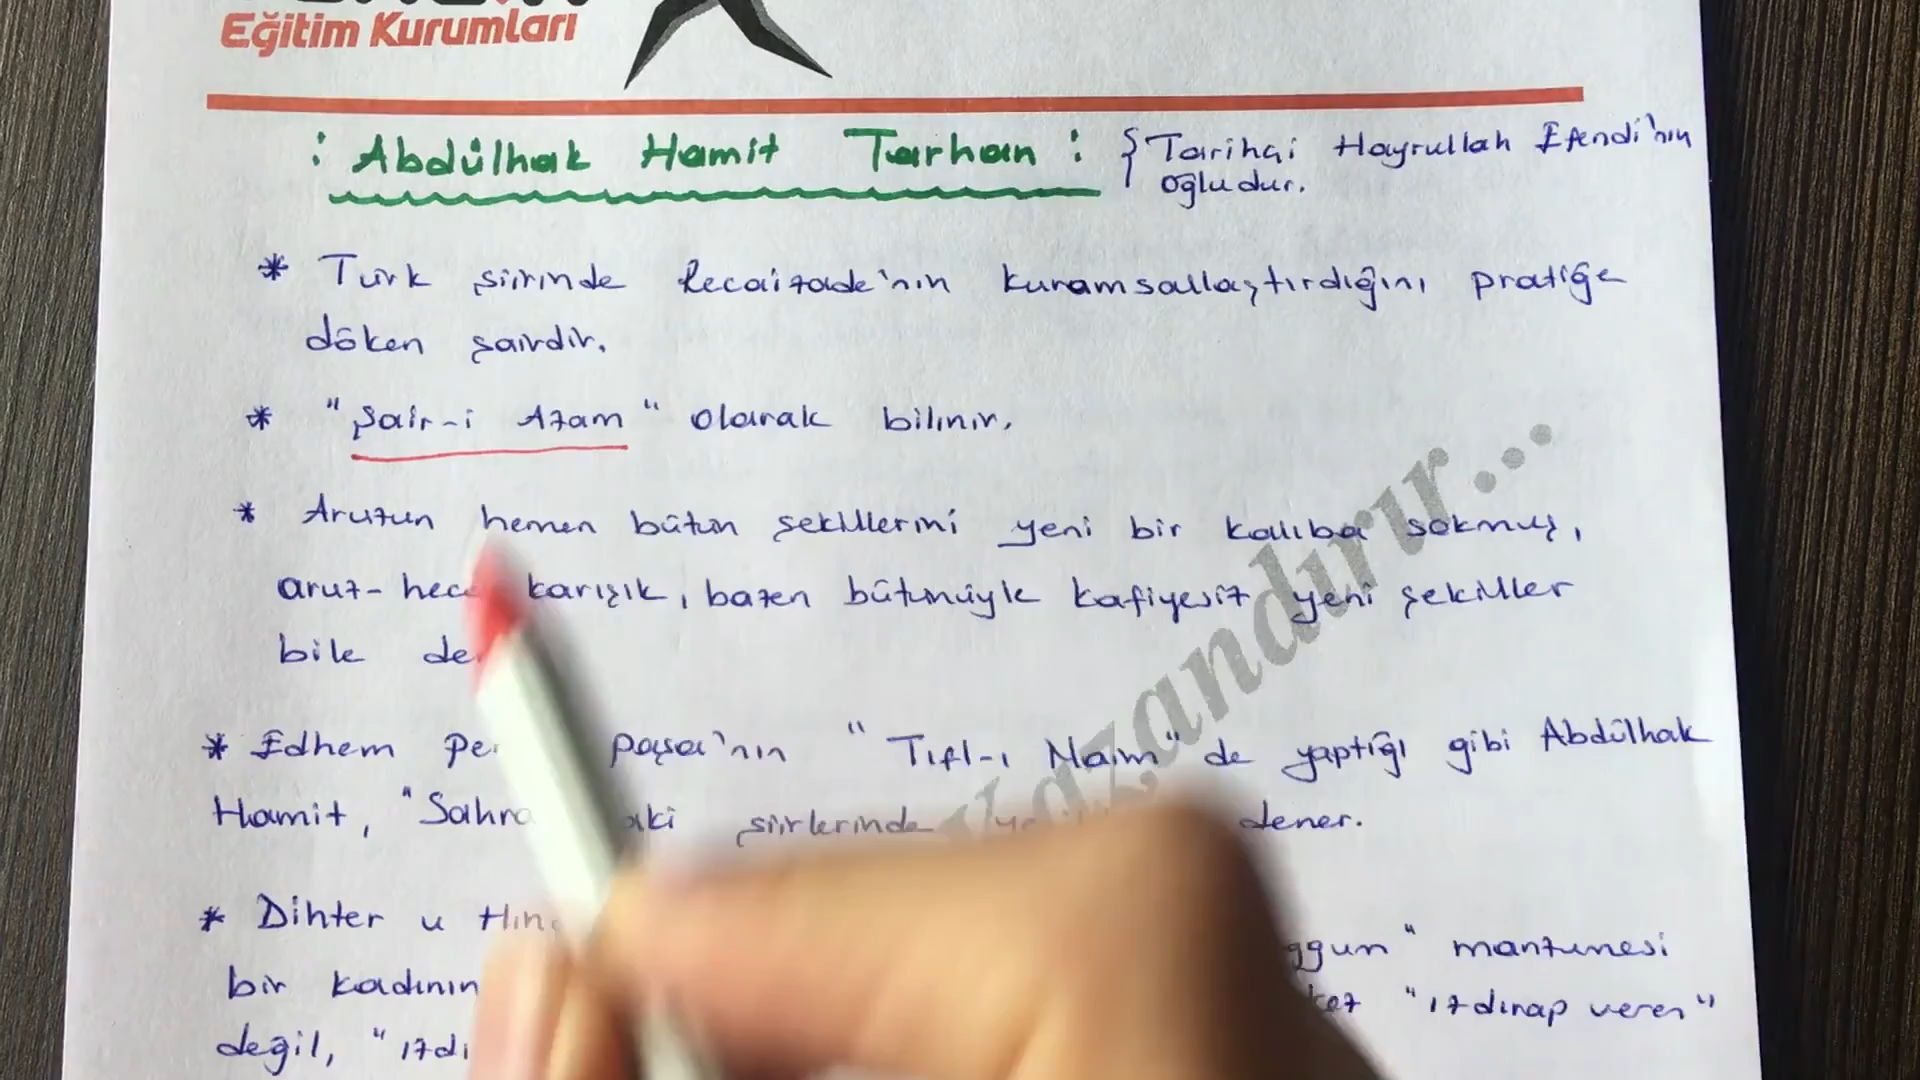 Eğitim Kurumları
: Abdülhak Hamit Tarhan : { Tarihçi Hayrullah Efendi'nin
oğludur.
* Türk şiirinde Recaizade'nin kuramsallaştırdığını pratiğe
döken şairdir.
* "Şair-i Azam" olarak bilinir.
* Aruzun hemen bütün şekillerini yeni bir kalıba sokmuş,
aruz-hece karışık, bazen bütünüyle kafiyesiz yeni şekiller
bile
* Edhem paşa'nın "Tıfl-ı Naim"de yaptığı gibi Abdülhak
Hamit, şiirlerinde dener.
* Dihter u
manzumesi
bir kadının "ızdırap veren"
değil,
Kazandırır...